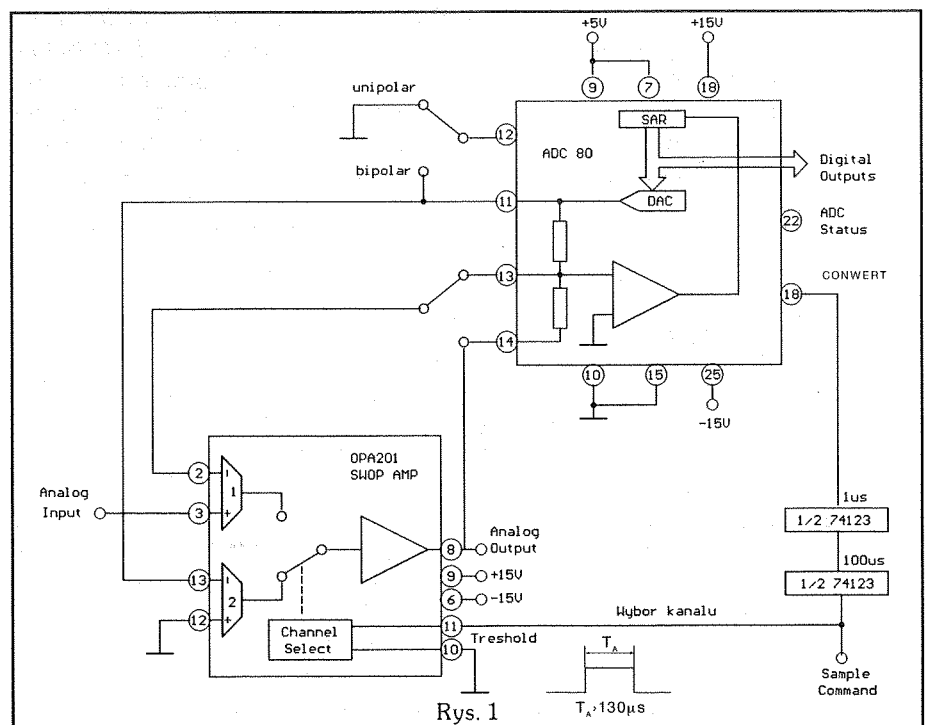 +5V
+15V
9
7
18
unipolar
12
SAR
ADC 80
Digital
Outputs
bipolar
11
DAC
22
ADC
Status
13
CONWERT
18
14
10
15
25
-15V
OPA201
SWOP AMP
2
-
1
Analog
Input
3
+
1us
1/2 74123
Analog
Output
8
100us
1/2 74123
13
-
9
+15V
2
6
-15V
12
+
Channel
Select
11
Wybor kanalu
10
Treshold
TA
Sample
Command
TA>130µs
Rys. 1